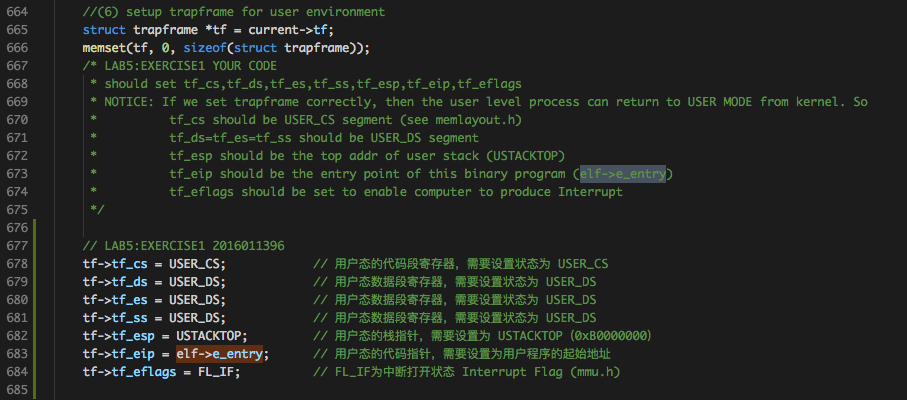 664 //(6) setup trapframe for user environment
665 struct trapframe *tf = current->tf;
666 memset(tf, 0, sizeof(struct trapframe));
667 /* LAB5:EXERCISE1 YOUR CODE
668 * should set tf_cs,tf_ds,tf_es,tf_ss,tf_esp,tf_eip,tf_eflags
669 * NOTICE: If we set trapframe correctly, then the user level process can return to USER MODE from kernel. So
670 * tf_cs should be USER_CS segment (see memlayout.h)
671 * tf_ds=tf_es=tf_ss should be USER_DS segment
672 * tf_esp should be the top addr of user stack (USTACKTOP)
673 * tf_eip should be the entry point of this binary program (elf->e_entry)
674 * tf_eflags should be set to enable computer to produce Interrupt
675 */
676
677 // LAB5:EXERCISE1 2016011396
678 tf->tf_cs = USER_CS; // 用户态的代码段寄存器，需要设置状态为 USER_CS
679 tf->tf_ds = USER_DS; // 用户态数据段寄存器，需要设置状态为 USER_DS
680 tf->tf_es = USER_DS; // 用户态数据段寄存器，需要设置状态为 USER_DS
681 tf->tf_ss = USER_DS; // 用户态数据段寄存器，需要设置状态为 USER_DS
682 tf->tf_esp = USTACKTOP; // 用户态的栈指针，需要设置为 USTACKTOP (0xB0000000)
683 tf->tf_eip = elf->e_entry; // 用户态的代码指针，需要设置为用户程序的起始地址
684 tf->tf_eflags = FL_IF; // FL_IF为中断打开状态 Interrupt Flag (mmu.h)
685